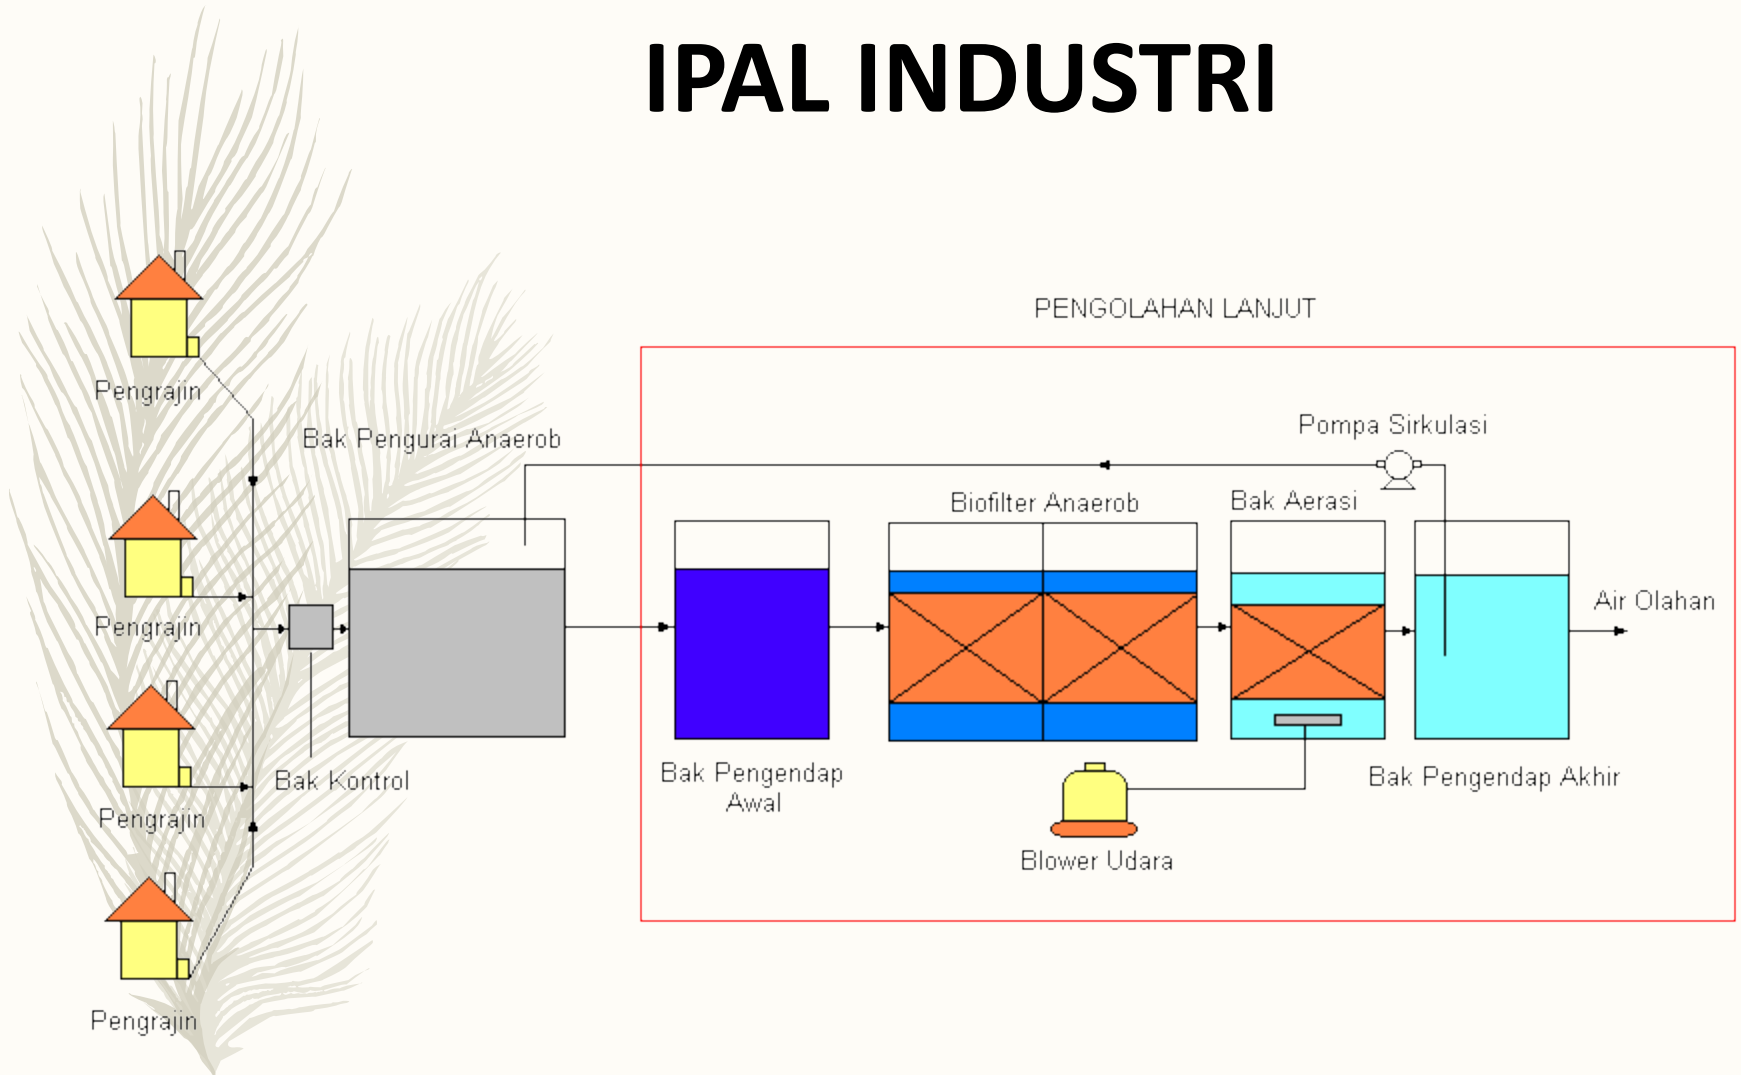 IPAL INDUSTRI
PENGOLAHAN LANJUT
Pengrajin
Pompa Sirkulasi
Bak Pengurai Anaerob
Biofilter Anaerob
Bak Aerasi
Air Olahan
Pengrajin
Bak Kontrol
Bak Pengendap
Awal
Bak Pengendap Akhir
Pengrajin
Blower Udara
Pengrajin